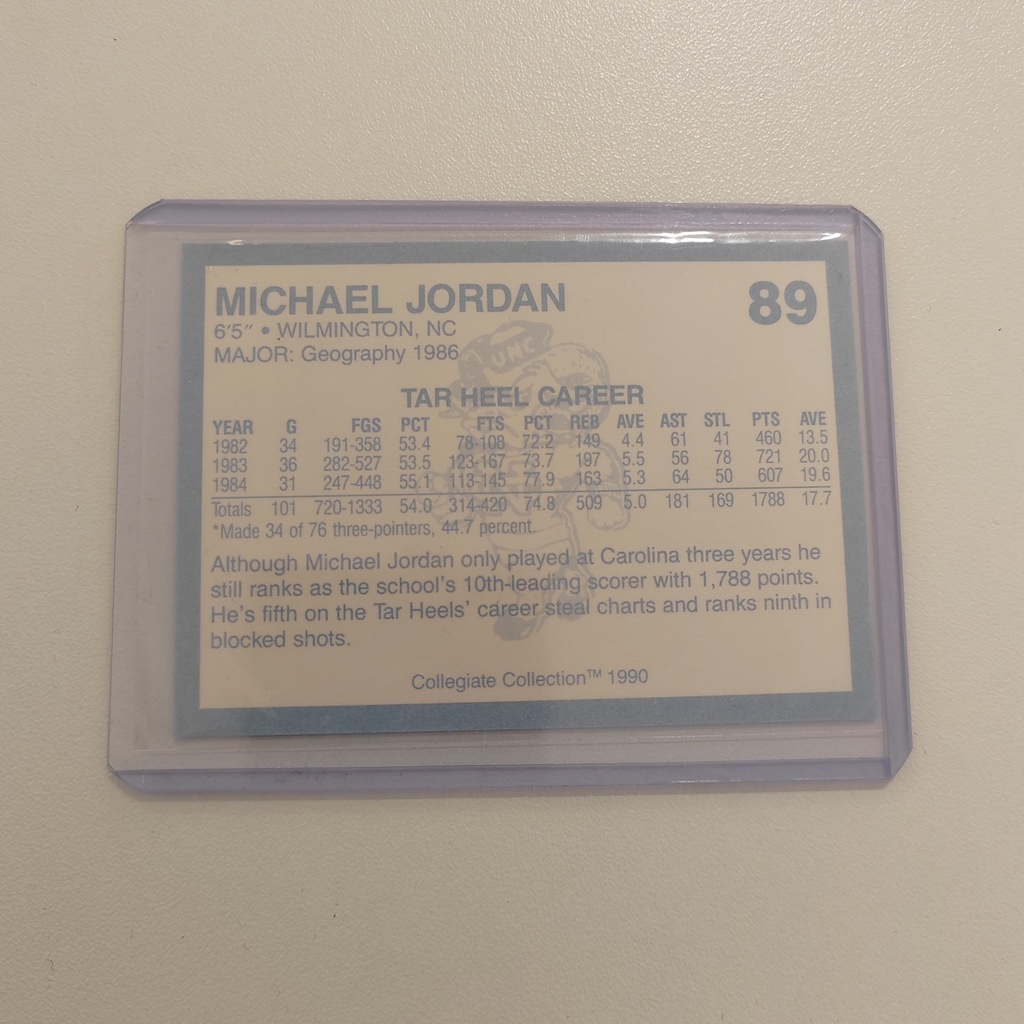 MICHAEL JORDAN 89
6'5" • WILMINGTON, NC
MAJOR: Geography 1986
UNC
TAR HEEL CAREER
YEAR G FGS PCT FTS PCT REB AVE AST STL PTS AVE
1982 34 191-358 53.4 78-108 72.2 149 4.4 61 41 460 13.5
1983 36 282-527 53.5 123-167 73.7 197 5.5 56 78 721 20.0
1984 31 247-448 55.1 113-145 77.9 163 5.3 64 50 607 19.6
Totals 101 720-1333 54.0 314-420 74.8 509 5.0 181 169 1788 17.7
*Made 34 of 76 three-pointers, 44.7 percent.
Although Michael Jordan only played at Carolina three years he
still ranks as the school's 10th-leading scorer with 1,788 points.
He's fifth on the Tar Heels' career steal charts and ranks ninth in
blocked shots.
Collegiate Collection™ 1990